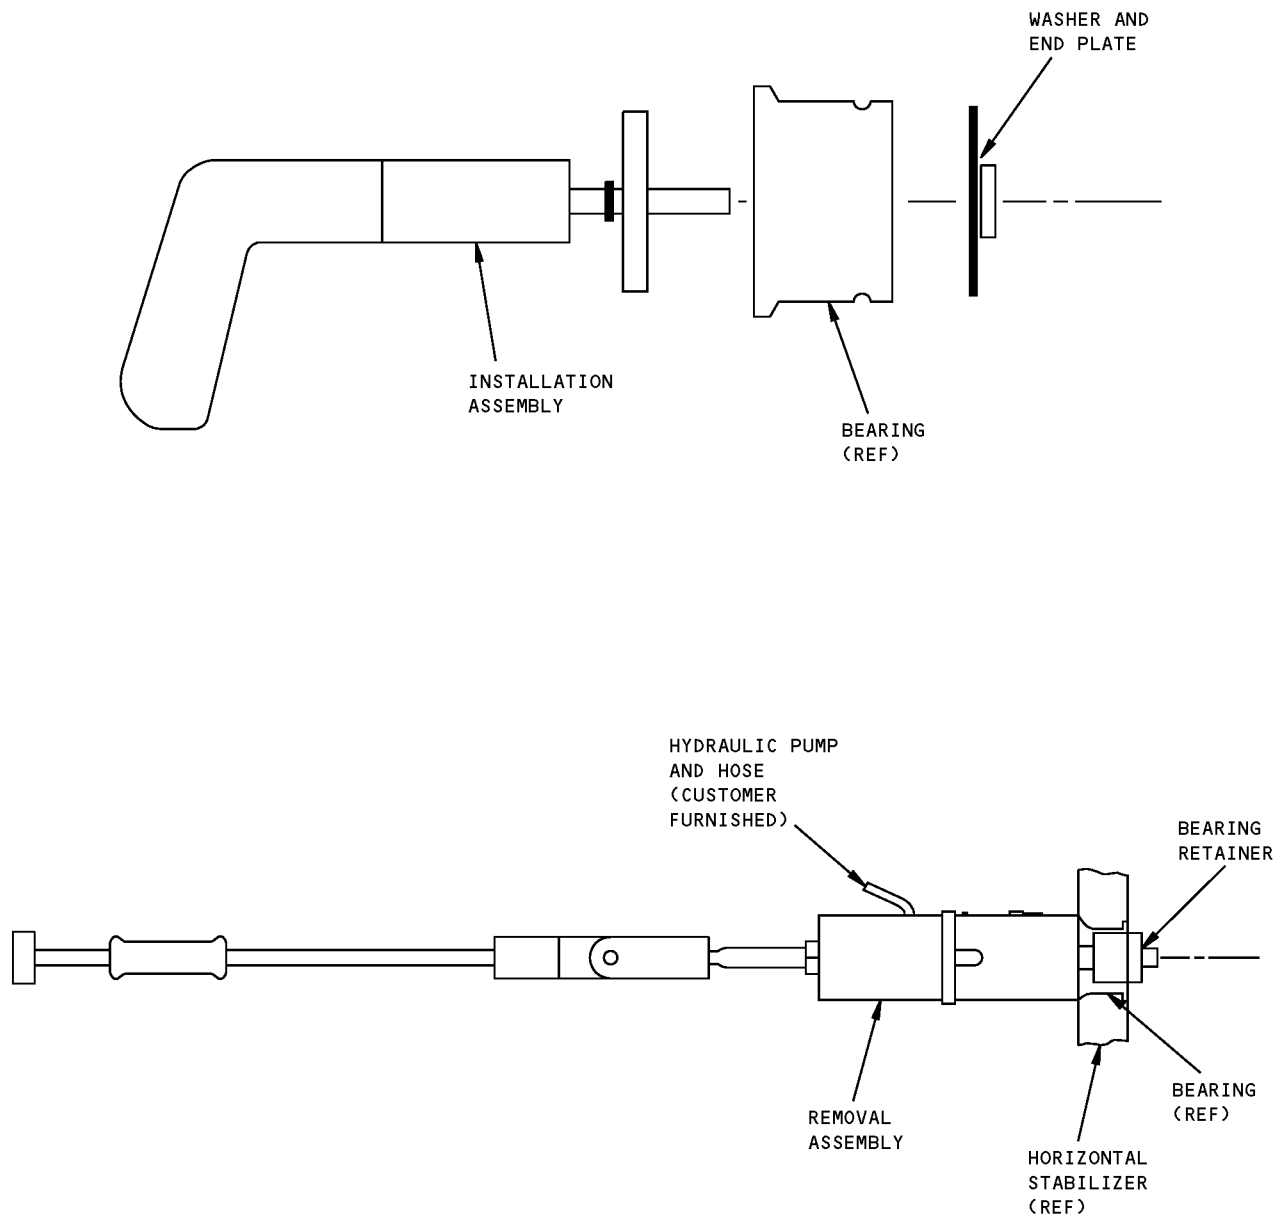 WASHER AND
END PLATE
INSTALLATION
ASSEMBLY
BEARING
(REF)
HYDRAULIC PUMP
AND HOSE
(CUSTOMER
FURNISHED)
BEARING
RETAINER
BEARING
(REF)
REMOVAL
ASSEMBLY
HORIZONTAL
STABILIZER
(REF)